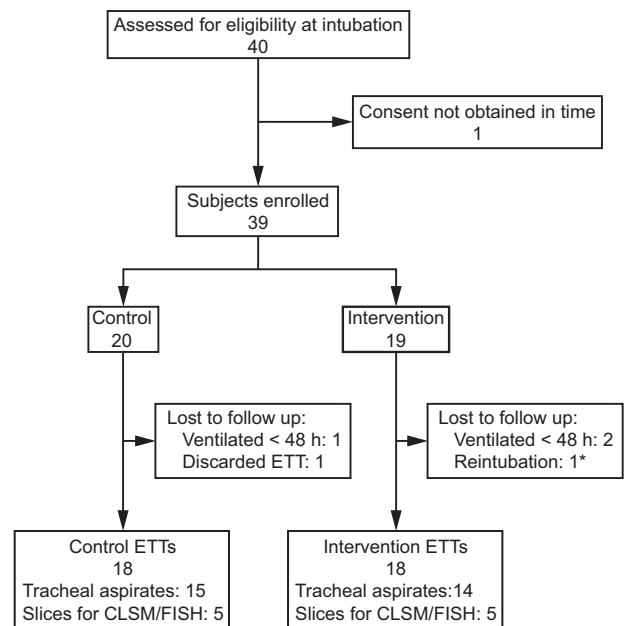 Assessed for eligibility at intubation
40
Consent not obtained in time
1
Subjects enrolled
39
Control
20
Intervention
19
Lost to follow up:
Ventilated < 48 h: 1
Discarded ETT: 1
Lost to follow up:
Ventilated < 48 h: 2
Reintubation: 1*
Control ETTs
18
Tracheal aspirates: 15
Slices for CLSM/FISH: 5
Intervention ETTs
18
Tracheal aspirates:14
Slices for CLSM/FISH: 5